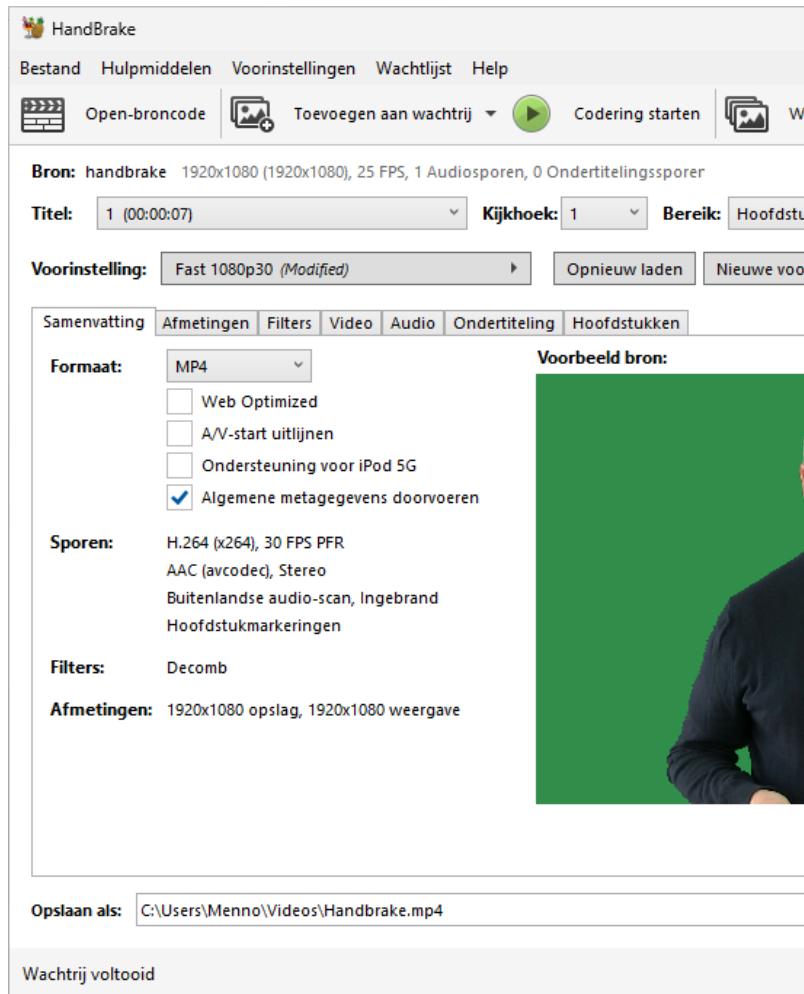 HandBrake
Bestand Hulpmiddelen Voorinstellingen Wachtlijst Help
Open-broncode Toevoegen aan wachtrij Codering starten W
Bron: handbrake 1920x1080 (1920x1080), 25 FPS, 1 Audiosporen, 0 Ondertitelingssporen
Titel: 1 (00:00:07) Kijkhoek: 1 Bereik: Hoofdstu
Voorinstelling: Fast 1080p30 (Modified) Opnieuw laden Nieuwe voo
Samenvatting Afmetingen Filters Video Audio Ondertiteling Hoofdstukken
Formaat: MP4 Voorbeeld bron:
Web Optimized
A/V-start uitlijnen
Ondersteuning voor iPod 5G
Algemene metagegevens doorvoeren
Sporen: H.264 (x264), 30 FPS PFR
AAC (avcodec), Stereo
Buitenlandse audio-scan, Ingebrand
Hoofdstukmarkeringen
Filters: Decomb
Afmetingen: 1920x1080 opslag, 1920x1080 weergave
Opslaan als: C:\Users\Menno\Videos\Handbrake.mp4
Wachtrij voltooid